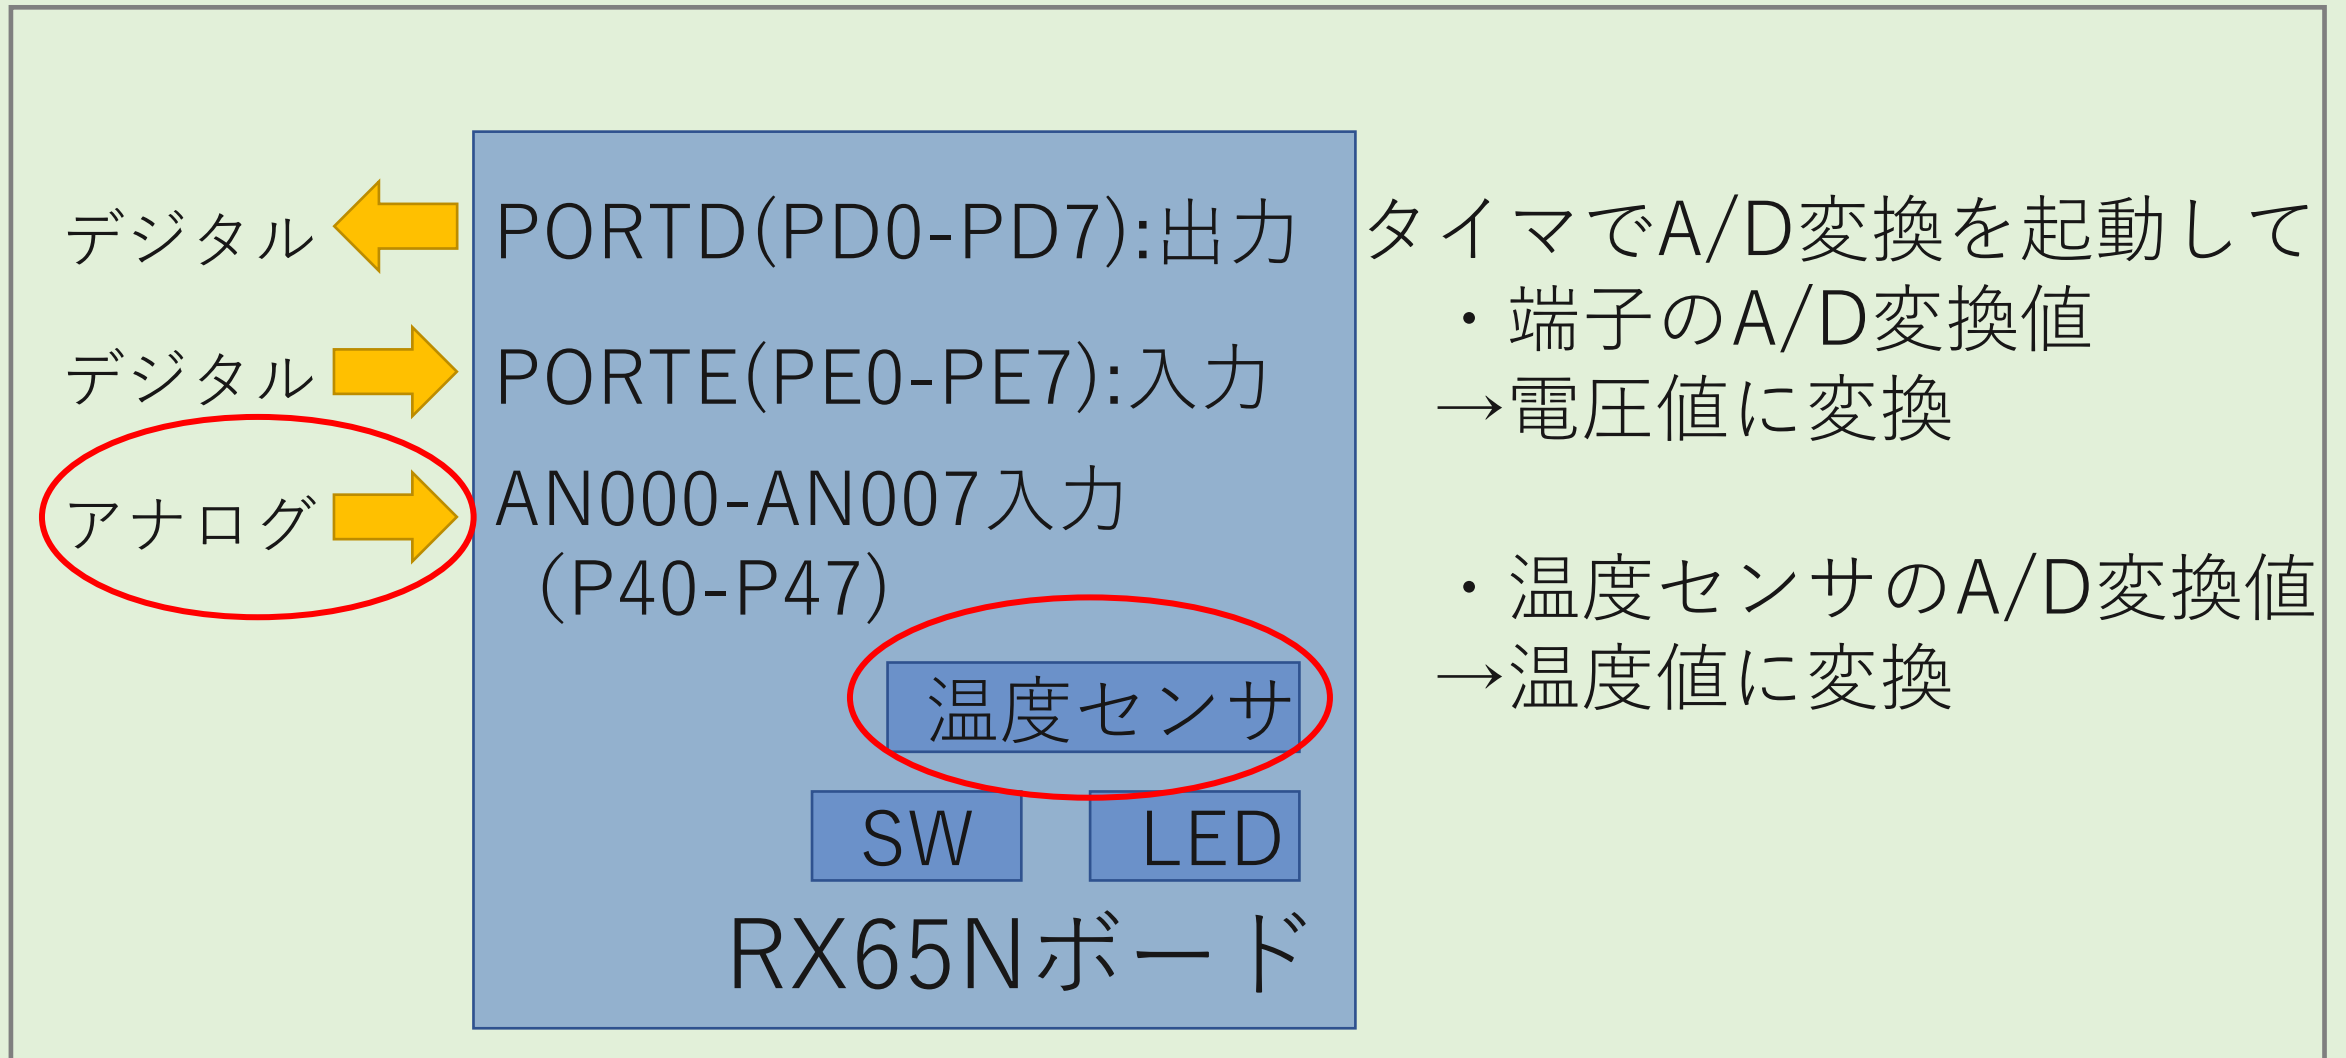 デジタル
PORTD(PD0-PD7):出力
デジタル
PORTE(PE0-PE7):入力
アナログ
AN000-AN007入力
(P40-P47)
温度センサ
SW
LED
RX65Nボード
タイマでA/D変換を起動して
・端子のA/D変換値
→電圧値に変換
・温度センサのA/D変換値
→温度値に変換